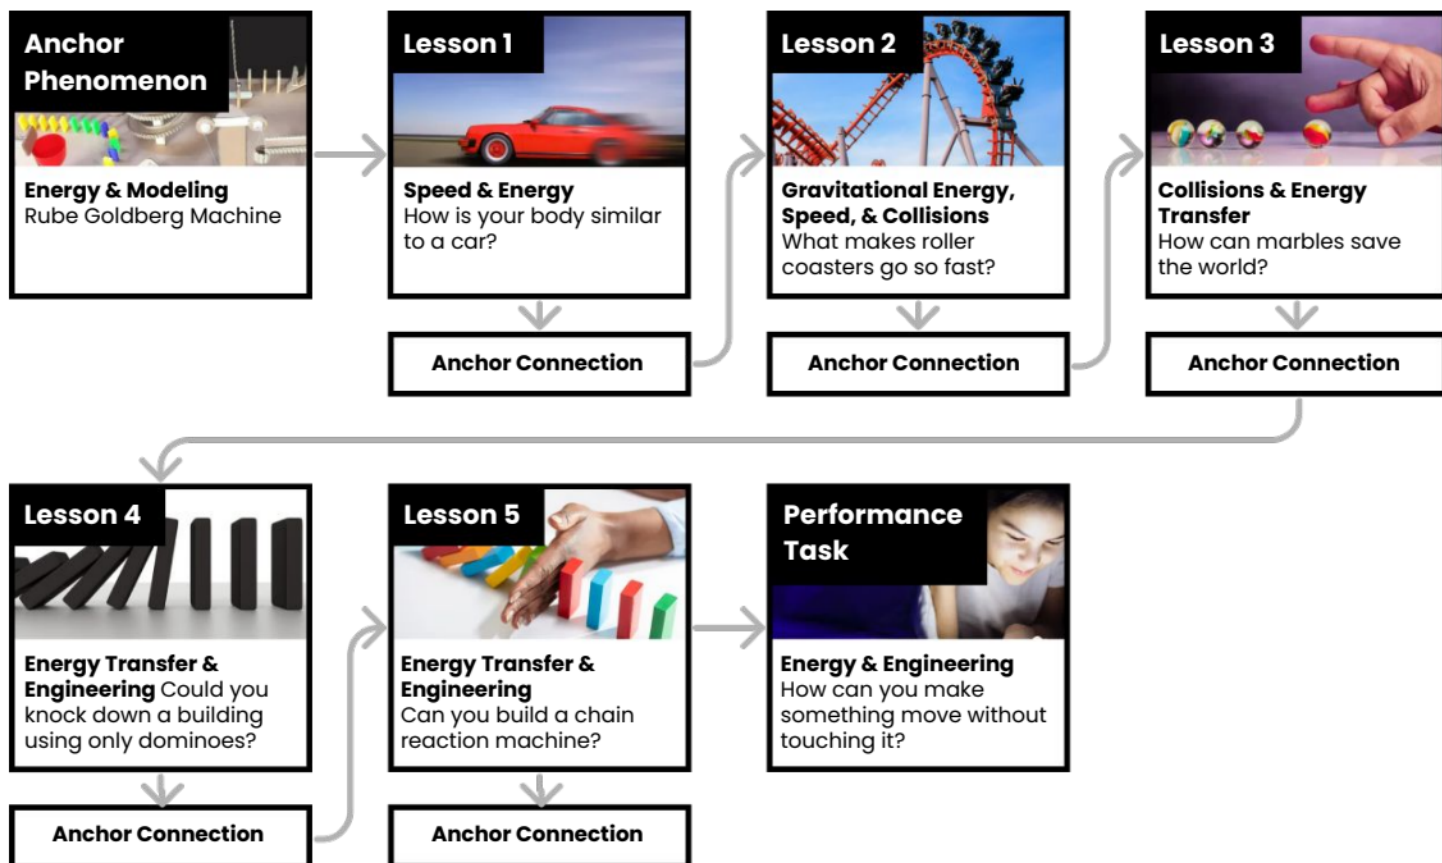 Anchor
Phenomenon
Energy & Modeling
Rube Goldberg Machine
Lesson 1
Speed & Energy
How is your body similar
to a car?
Anchor Connection
Lesson 2
Gravitational Energy,
Speed, & Collisions
What makes roller
coasters go so fast?
Anchor Connection
Lesson 3
Collisions & Energy
Transfer
How can marbles save
the world?
Anchor Connection
Lesson 4
Energy Transfer &
Engineering Could you
knock down a building
using only dominoes?
Anchor Connection
Lesson 5
Energy Transfer &
Engineering
Can you build a chain
reaction machine?
Anchor Connection
Performance
Task
Energy & Engineering
How can you make
something move without
touching it?